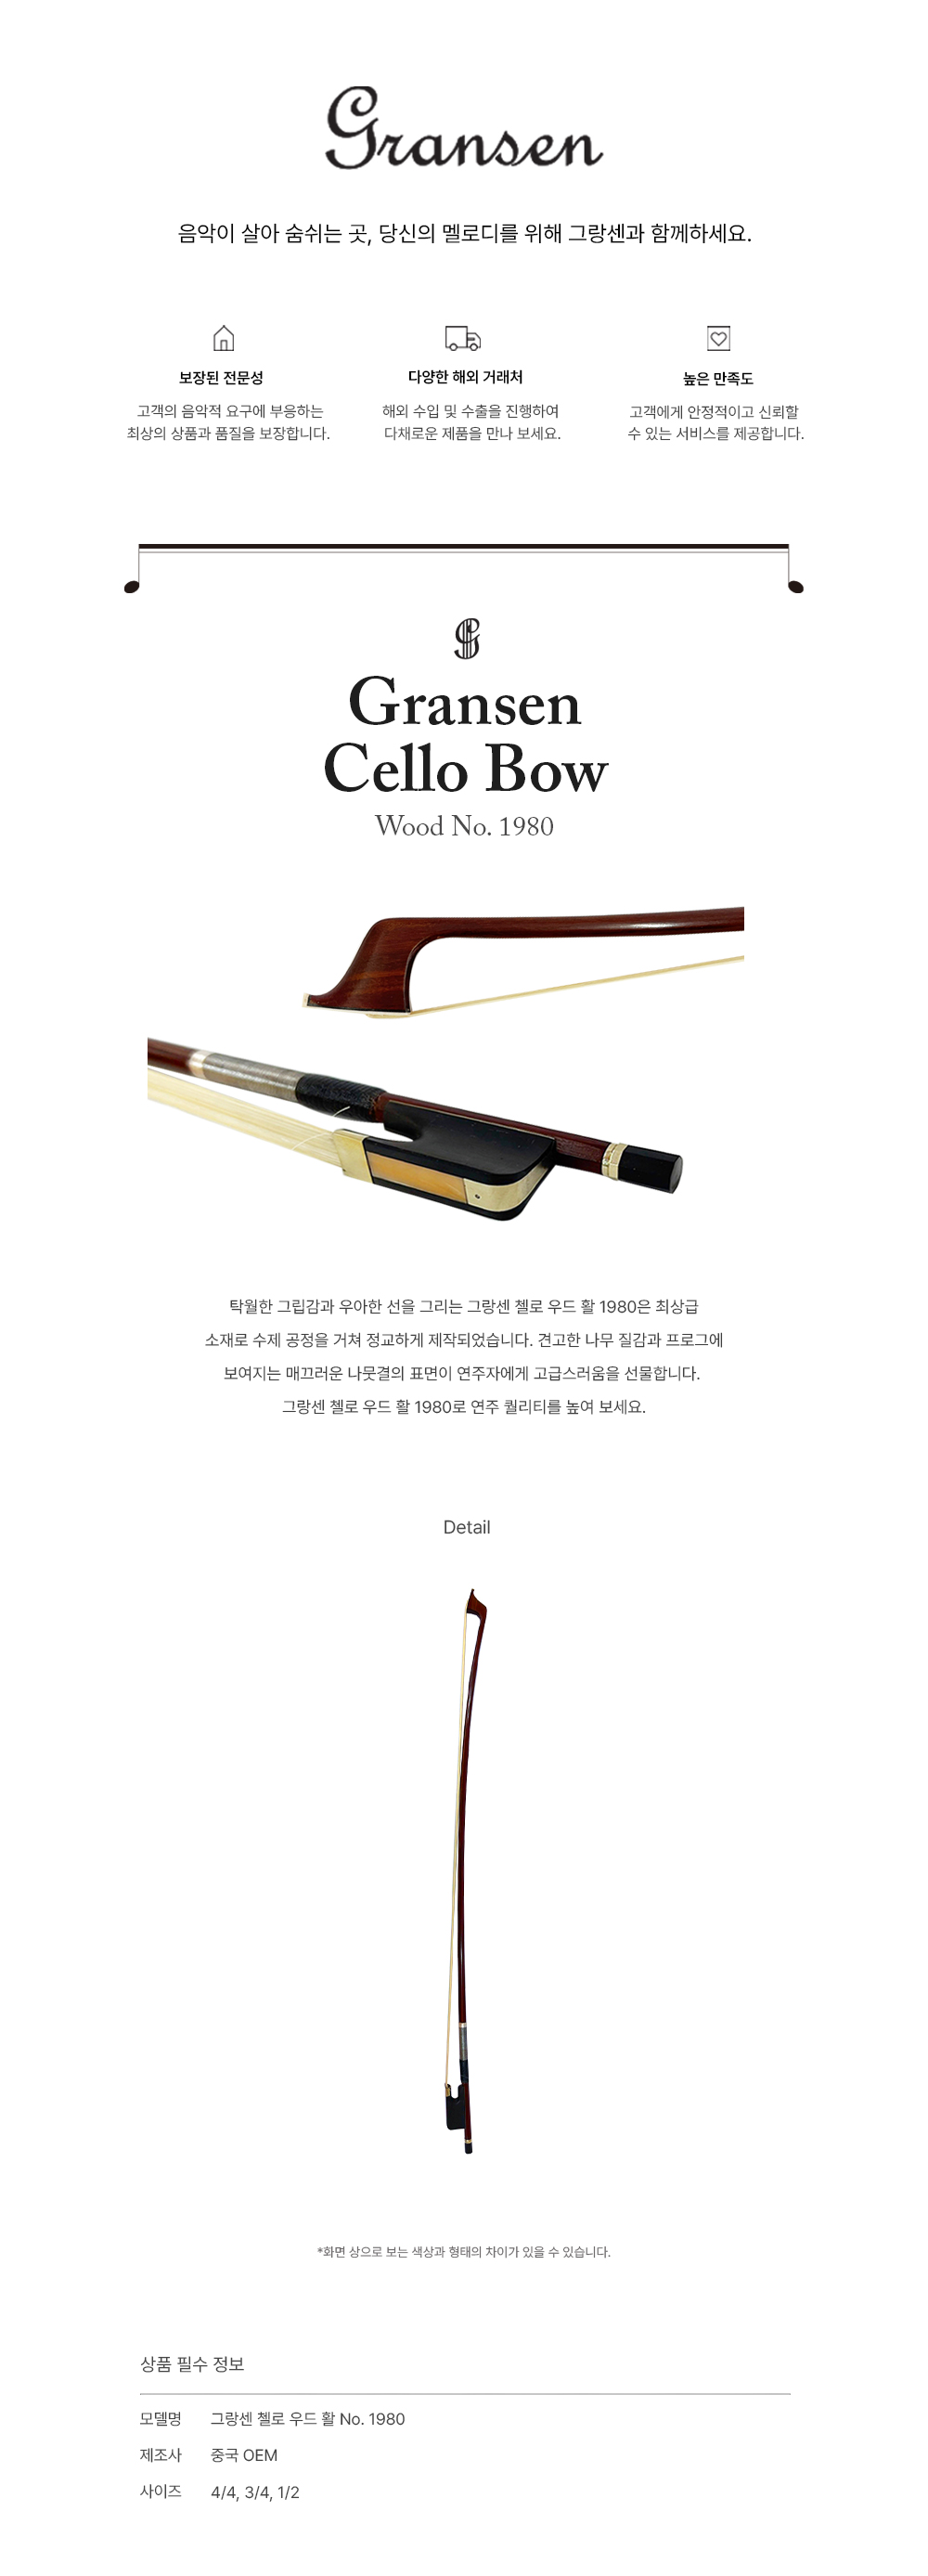 Gransen
음악이 살아 숨쉬는 곳, 당신의 멜로디를 위해 그랑센과 함께하세요.
보장된 전문성
고객의 음악적 요구에 부응하는
최상의 상품과 품질을 보장합니다.
다양한 해외 거래처
해외 수입 및 수출을 진행하여
다채로운 제품을 만나 보세요.
높은 만족도
고객에게 안정적이고 신뢰할
수 있는 서비스를 제공합니다.
Gransen
Cello Bow
Wood No. 1980
탁월한 그립감과 우아한 선을 그리는 그랑센 첼로 우드 활 1980은 최상급
소재로 수제 공정을 거쳐 정교하게 제작되었습니다. 견고한 나무 질감과 프로그에
보여지는 매끄러운 나뭇결의 표면이 연주자에게 고급스러움을 선물합니다.
그랑센 첼로 우드 활 1980로 연주 퀄리티를 높여 보세요.
Detail
*화면 상으로 보는 색상과 형태의 차이가 있을 수 있습니다.
상품 필수 정보
모델명 그랑센 첼로 우드 활 No. 1980
제조사 중국 OEM
사이즈 4/4, 3/4, 1/2